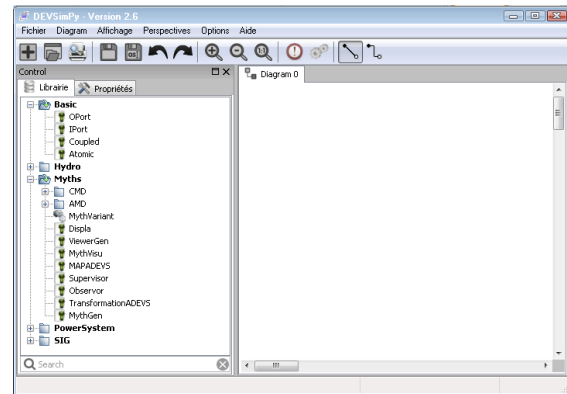 DEVSimPy - Version 2.6
Fichier Diagram Affichage Perspectives Options Aide
Control
Librairie Propriétés
Diagram 0
Basic
OPort
IPort
Coupled
Atomic
Hydro
Myths
CMD
AMD
MythVariant
Displa
ViewerGen
MythVisu
MAPADEVS
Supervisor
Observor
TransformationADEVS
MythGen
PowerSystem
SIG
Search